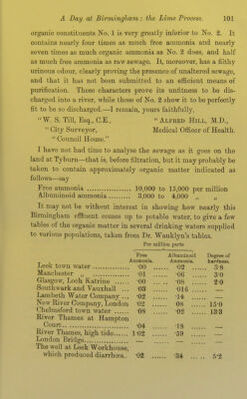 A Day at Birmingham; the Lime Process. 101
organic constituents No. 1 is very greatly inferior to No. 2. It
contains nearly four times as much free ammonia and nearly
seven times as much organic ammonia as No. 2 does, and half
as much free ammonia as raw sewage. It, moreover, has a filthy
urinous odour, clearly proving the presence of unaltered sewage,
and that it has not been submitted to an efficient means of
purification. These characters prove its unfitness to be dis-
charged into a river, while those of No. 2 show it to be perfectly
fit to be so discharged.—I remain, yours faithfully,
"W. S. Till, Esq., C.E., "ALFRED HILL, M.D.,
"City Surveyor, Medical Officer of Health.
"Council House."
I have not had time to analyse the sewage as it goes on the
land at Tyburn—that is, before filtration, but it may probably be
taken to contain approximately organic matter indicated as
follows—say
Free ammonia .................. 10,000 to 15,000 per million
Albuminoid ammonia ......... 3,000 to 4,000 " "
It may not be without interest in showing how nearly this
Birmingham effluent comes up to potable water, to give a few
tables of the organic matter in several drinking waters supplied
to various populations, taken from Dr. Wanklyn's tables.
Per million parts
Free Ammonia. Albuminoid Ammonia. Degree of hardness.
Leek town water ............ ·00 ...... ·02 ...... 5·8
Manchester " ............ ·01 ...... ·06 ...... 3·0
Glasgow, Loch Katrine ... ·00 ...... ·08 ...... 2·0
Southwark and Vauxhall ... ·03 ...... ·016 ...... —
Lambeth Water Company ... ·02 ...... ·14 ...... —
New River Company, London ·02 ...... ·08 ...... 15·0
Chelmsford town water ...... ·08 ...... ·02 ...... 13·3
River Thames at Hampton
Court ........................ ·04 ...... ·18 ...... —
River Thames, high tide...... 1·02 ...... ·59 ...... —
London Bridge..................
The well at Leek Workhouse,
which produced diarrhœa. ·02 ...... ·34 ...... 5·2